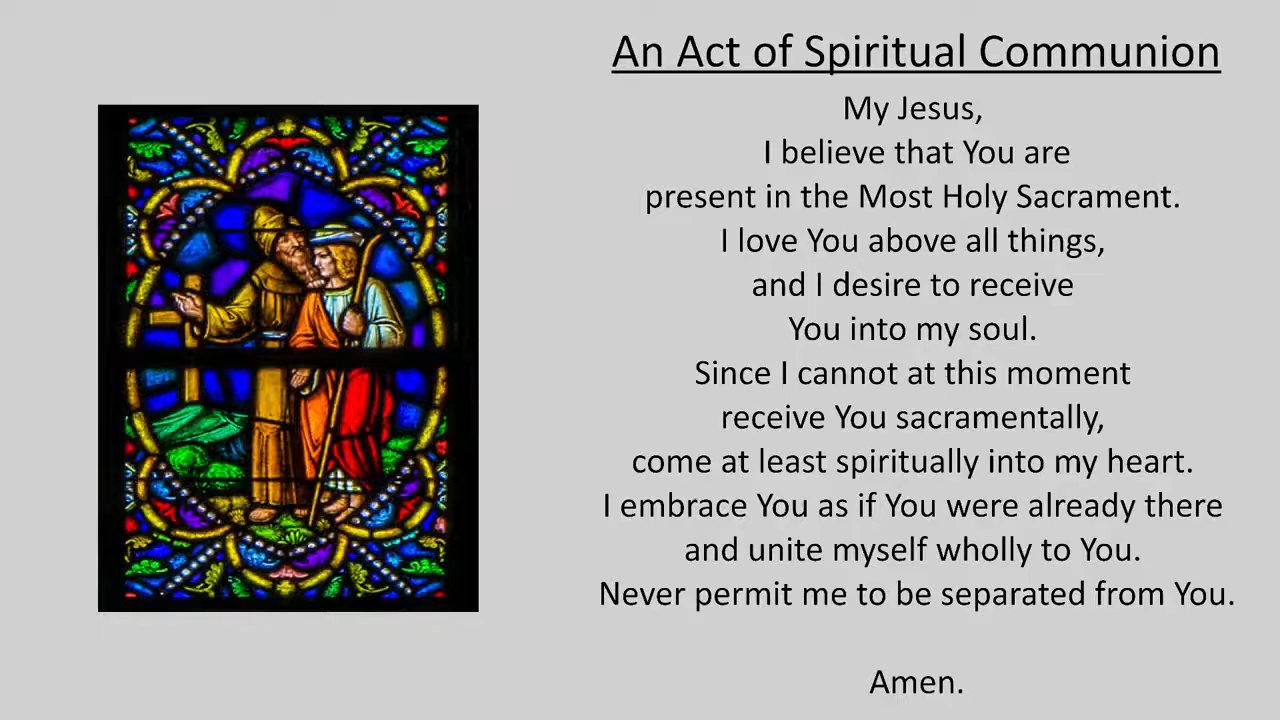 An Act of Spiritual Communion
My Jesus,
I believe that You are
present in the Most Holy Sacrament.
I love You above all things,
and I desire to receive
You into my soul.
Since I cannot at this moment
receive You sacramentally,
come at least spiritually into my heart.
I embrace You as if You were already there
and unite myself wholly to You.
Never permit me to be separated from You.
Amen.